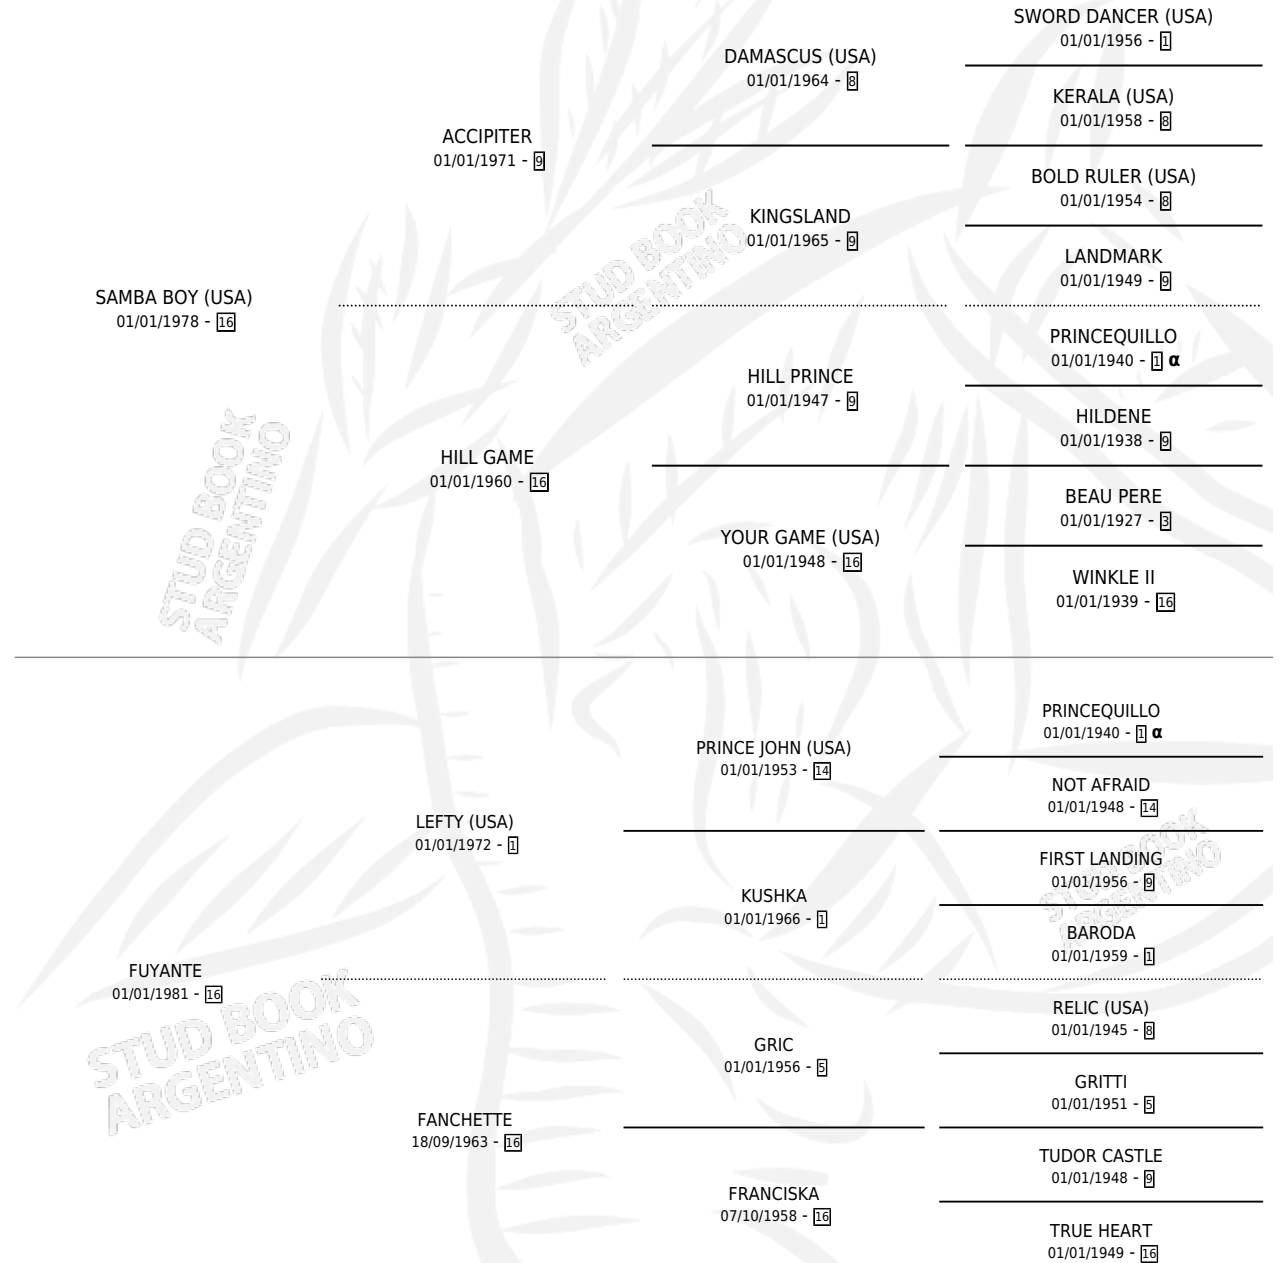 SWORD DANCER (USA)
01/01/1956 - 1
DAMASCUS (USA)
01/01/1964 - 8
KERALA (USA)
01/01/1958 - 8
ACCIPITER
01/01/1971 - 9
BOLD RULER (USA)
01/01/1954 - 8
KINGSLAND
01/01/1965 - 9
LANDMARK
01/01/1949 - 9
SAMBA BOY (USA)
01/01/1978 - 16
PRINCEQUILLO
01/01/1940 - 1 α
HILL PRINCE
01/01/1947 - 9
HILDENE
01/01/1938 - 9
HILL GAME
01/01/1960 - 16
BEAU PERE
01/01/1927 - 3
YOUR GAME (USA)
01/01/1948 - 16
WINKLE II
01/01/1939 - 16
PRINCEQUILLO
01/01/1940 - 1 α
PRINCE JOHN (USA)
01/01/1953 - 14
NOT AFRAID
01/01/1948 - 14
LEFTY (USA)
01/01/1972 - 1
FIRST LANDING
01/01/1956 - 9
KUSHKA
01/01/1966 - 1
BARODA
01/01/1959 - 1
FUYANTE
01/01/1981 - 16
RELIC (USA)
01/01/1945 - 8
GRIC
01/01/1956 - 5
GRITTI
01/01/1951 - 5
FANCHETTE
18/09/1963 - 16
TUDOR CASTLE
01/01/1948 - 9
FRANCISKA
07/10/1958 - 16
TRUE HEART
01/01/1949 - 16
STUD BOOK
ARGENTINO
STUD BOOK
ARGENTINO
STUD BOOK
ARGENTINO
STUD BOOK
ARGENTINO